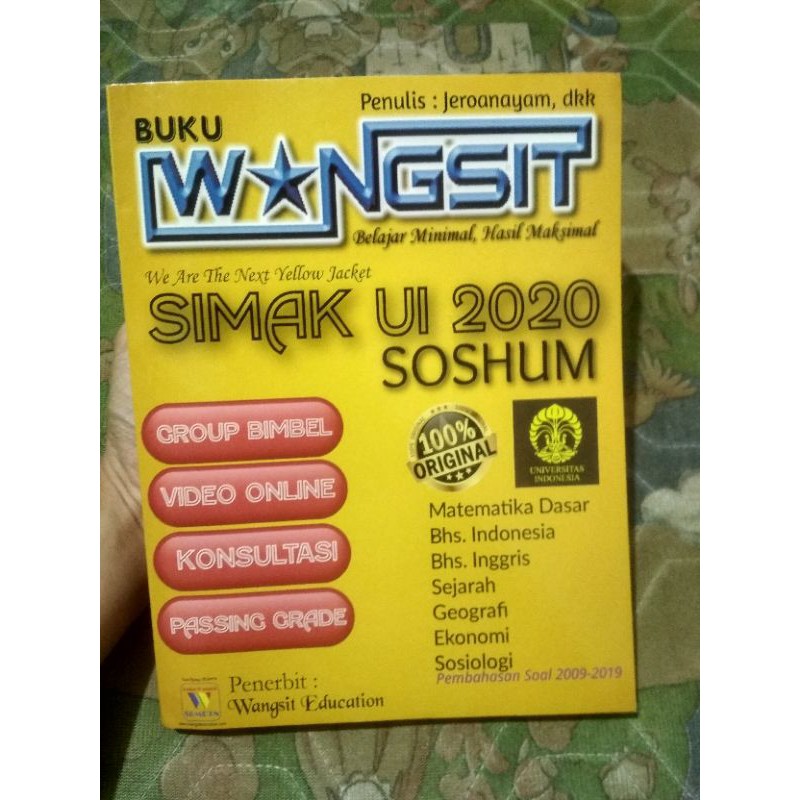 Penulis : Jeroanayam, dkk
BUKU
WANGSIT
Belajar Minimal, Hasil Maksimal
We Are The Next Yellow Jacket
SIMAK UI 2020
SOSHUM
GROUP BIMBEL
VIDEO ONLINE
KONSULTASI
PASSING GRADE
100%
ORIGINAL
UNIVERSITAS
INDONESIA
Matematika Dasar
Bhs. Indonesia
Bhs. Inggris
Sejarah
Geografi
Ekonomi
Sosiologi
Pembahasan Soal 2009-2019
Penerbit :
Wangsit Education